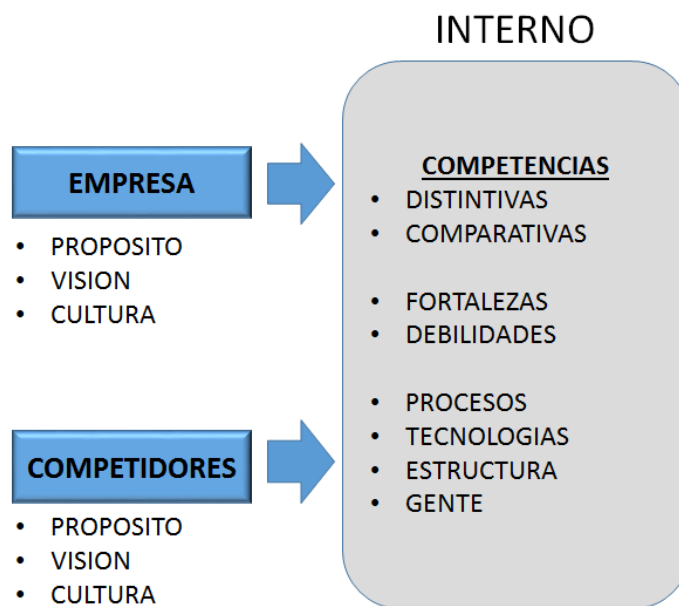 INTERNO
EMPRESA
• PROPOSITO
• VISION
• CULTURA
COMPETIDORES
• PROPOSITO
• VISION
• CULTURA
COMPETENCIAS
• DISTINTIVAS
• COMPARATIVAS
• FORTALEZAS
• DEBILIDADES
• PROCESOS
• TECNOLOGIAS
• ESTRUCTURA
• GENTE